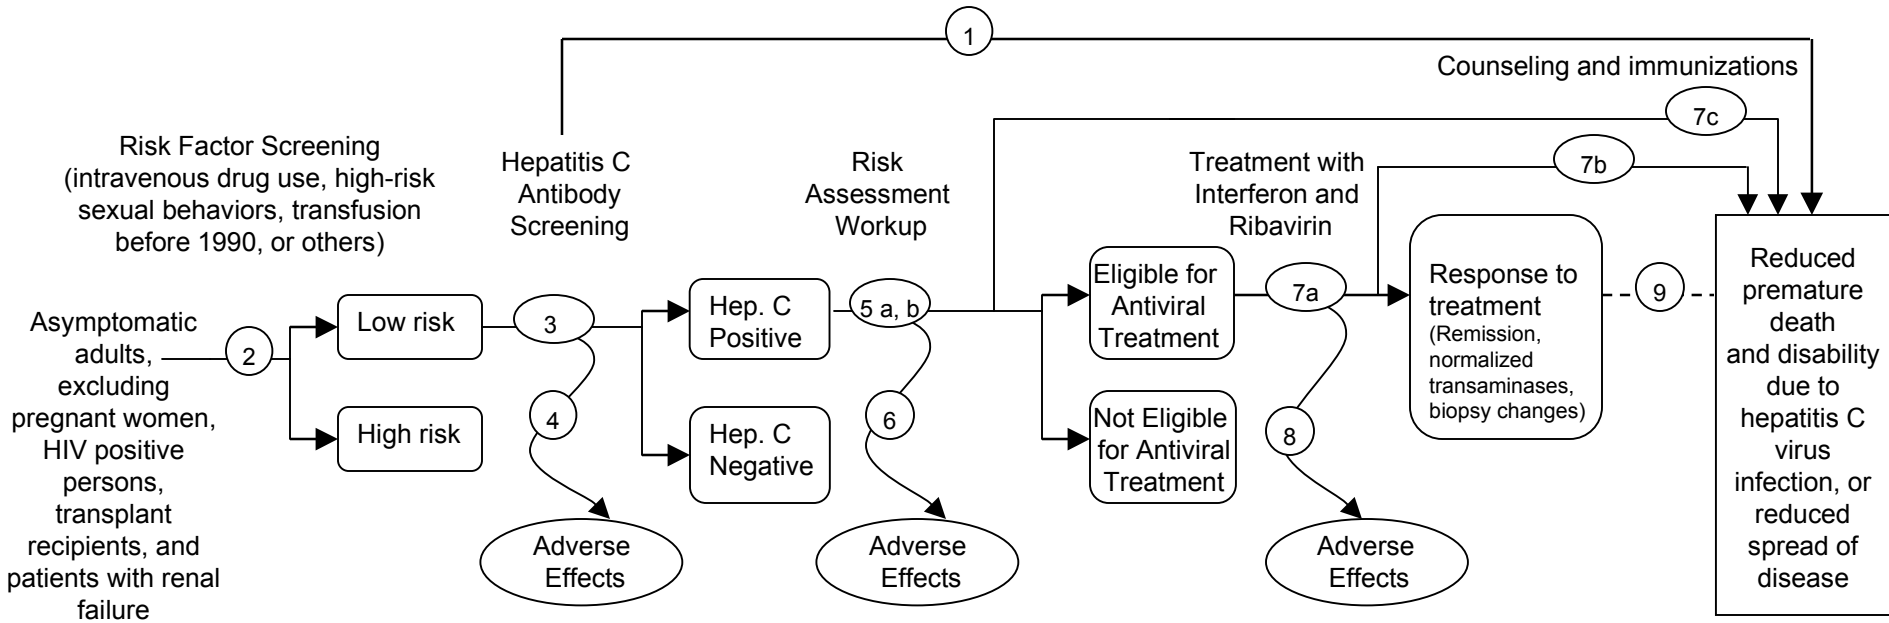 1
Counseling and immunizations
7c
Risk Factor Screening
(intravenous drug use, high-risk
sexual behaviors, transfusion
before 1990, or others)
Hepatitis C
Antibody
Screening
Risk
Assessment
Workup
Treatment with
Interferon and
Ribavirin
7b
Asymptomatic
adults,
excluding
pregnant women,
HIV positive
persons,
transplant
recipients, and
patients with renal
failure
2
Low risk
High risk
3
4
Adverse
Effects
Hep. C
Positive
Hep. C
Negative
5 a, b
6
Adverse
Effects
Eligible for
Antiviral
Treatment
Not Eligible
for Antiviral
Treatment
7a
8
Adverse
Effects
Response to
treatment
(Remission,
normalized
transaminases,
biopsy changes)
9
Reduced
premature
death
and disability
due to
hepatitis C
virus
infection, or
reduced
spread of
disease